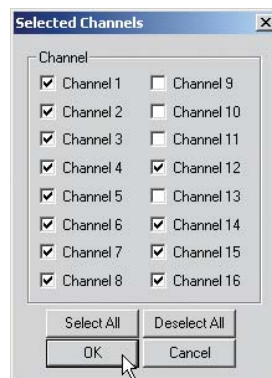 Selected Channels
Channel
Channel 1
Channel 2
Channel 3
Channel 4
Channel 5
Channel 6
Channel 7
Channel 8
Channel 9
Channel 10
Channel 11
Channel 12
Channel 13
Channel 14
Channel 15
Channel 16
Select All
Deselect All
OK
Cancel